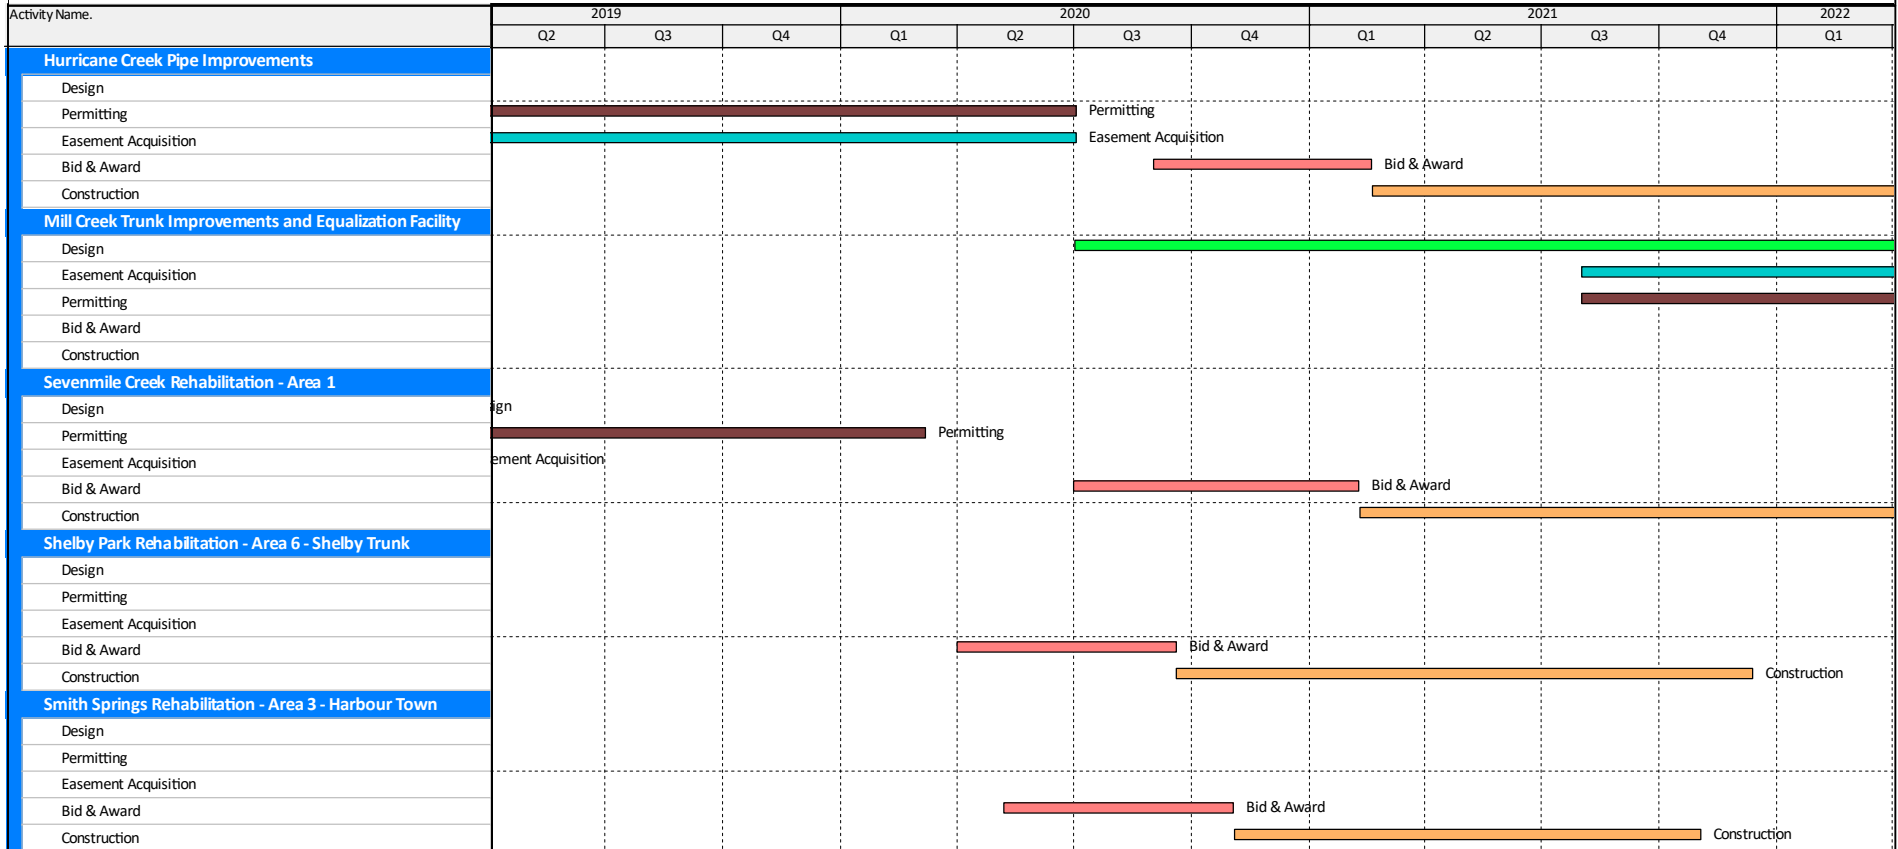 Activity Name. 2019 2020 2021 2022
Q2 Q3 Q4 Q1 Q2 Q3 Q4 Q1 Q2 Q3 Q4 Q1
Hurricane Creek Pipe Improvements
Design
Permitting Permitting
Easement Acquisition Easement Acquisition
Bid & Award Bid & Award
Construction
Mill Creek Trunk Improvements and Equalization Facility
Design
Easement Acquisition
Permitting
Bid & Award
Construction
Sevenmile Creek Rehabilitation - Area 1
Design ign
Permitting Permitting
Easement Acquisition ement Acquisition
Bid & Award Bid & Award
Construction
Shelby Park Rehabilitation - Area 6 - Shelby Trunk
Design
Permitting
Easement Acquisition
Bid & Award Bid & Award
Construction Construction
Smith Springs Rehabilitation - Area 3 - Harbour Town
Design
Permitting
Easement Acquisition
Bid & Award Bid & Award
Construction Construction